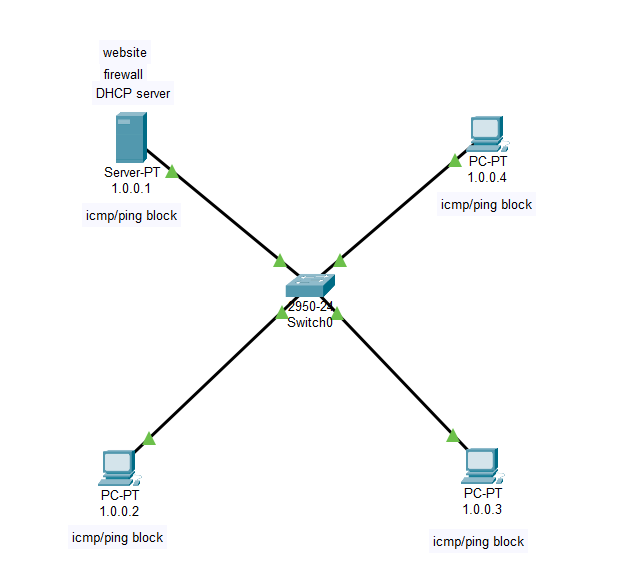 website
firewall
DHCP server
Server-PT
1.0.0.1
icmp/ping block
PC-PT
1.0.0.4
icmp/ping block
2950-24
Switch0
PC-PT
1.0.0.2
icmp/ping block
PC-PT
1.0.0.3
icmp/ping block